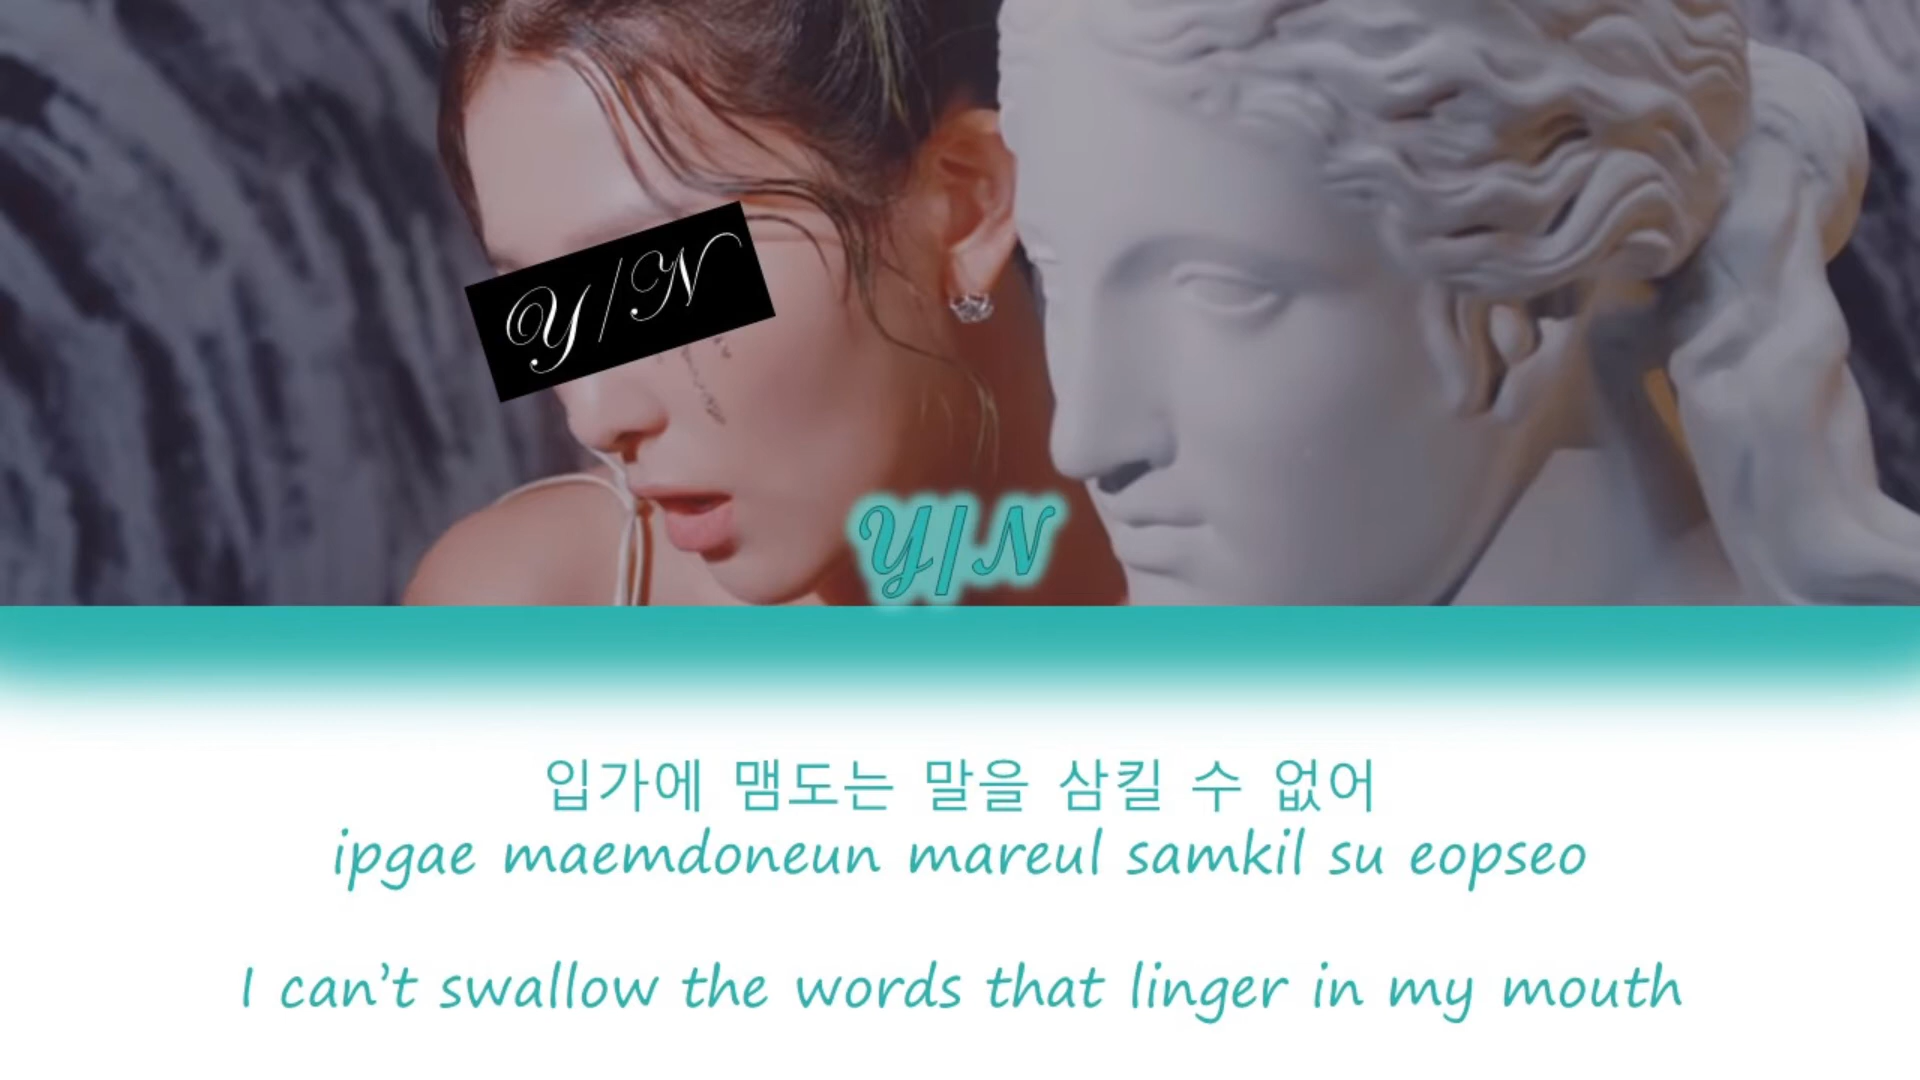 Y/N
Y/N
입가에 맴도는 말을 삼킬 수 없어
ipgae maemdoneun mareul samkil su eopseo
I can't swallow the words that linger in my mouth